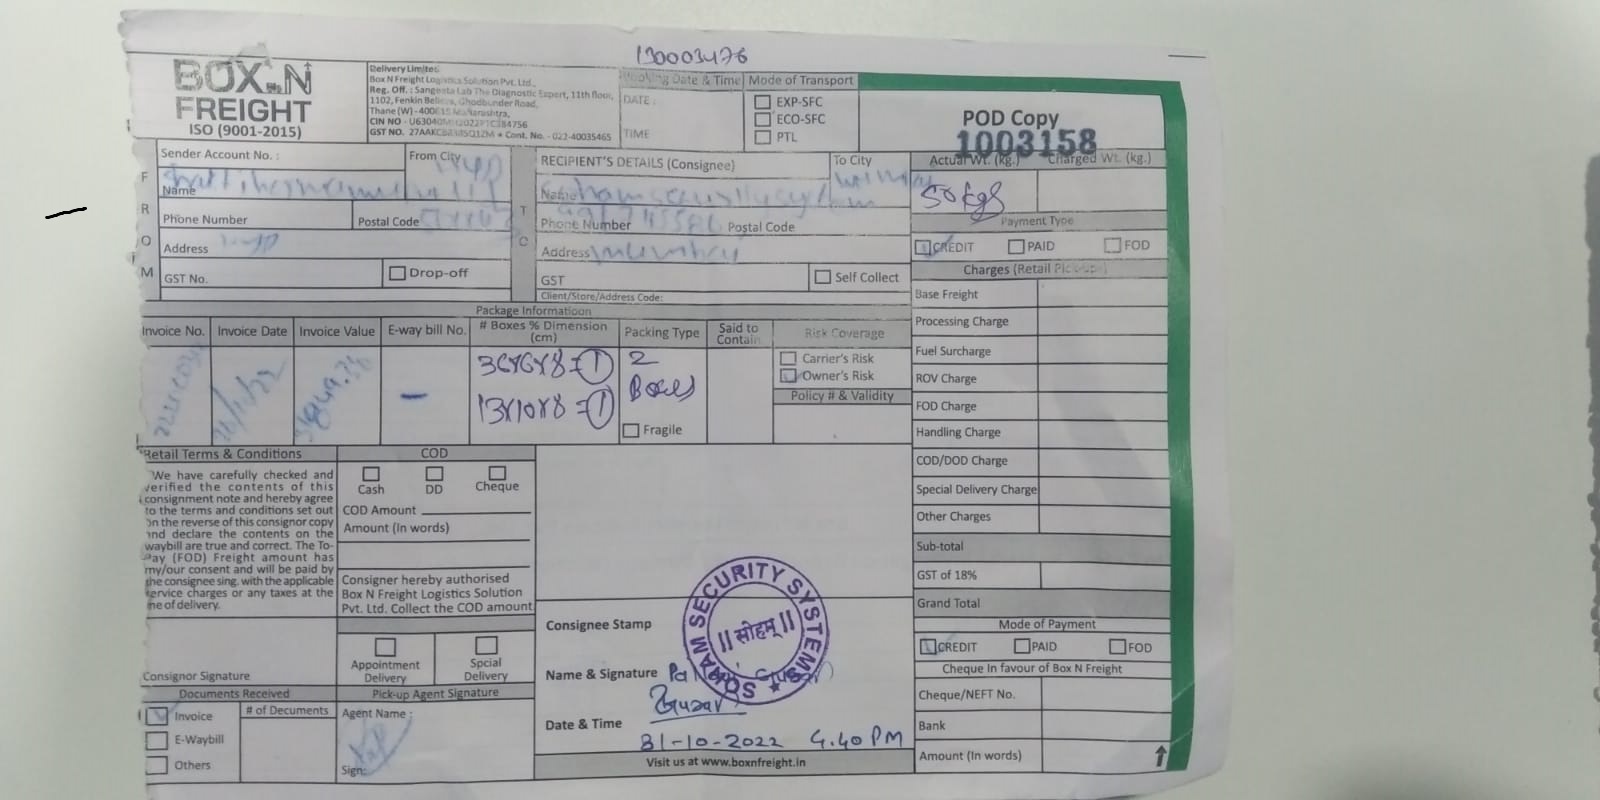 130003476
BOX.N
FREIGHT
ISO (9001-2015)
Delivery Limited
Box N Freight Logistics Solution Pvt. Ltd.,
Reg. Off. : Sangeeta Lab The Diagnostic Expert, 11th floor,
1102, Fenkin Belleza, Ghodbunder Road,
Thane (W) - 400615 Maharashtra,
CIN NO -
GST NO. Cont. No. - 022-40035465
Booking Date & Time
DATE :
TIME
Mode of Transport
EXP-SFC
ECO-SFC
PTL
POD Copy
1003158
FROM
Sender Account No. :
From City
Name
Phone Number
Postal Code
Address
GST No.
Drop-off
TO
RECIPIENT'S DETAILS (Consignee)
To City
Name
Phone Number
Postal Code
Address Mumbai
GST
Self Collect
Client/Store/Address Code:
Actual Wt. (kg.)
Charged Wt. (kg.)
50 kgs
Payment Type
CREDIT
PAID
FOD
Charges (Retail Pick-ups)
Base Freight
Processing Charge
Fuel Surcharge
ROV Charge
FOD Charge
Handling Charge
COD/DOD Charge
Special Delivery Charge
Other Charges
Sub-total
GST of 18%
Grand Total
Package Informatioon
Invoice No.
Invoice Date
Invoice Value
E-way bill No.
# Boxes % Dimension (cm)
Packing Type
Said to Contain
Risk Coverage
-
36x6x8=1
13x10x8=1
2
Boxes
Fragile
Carrier's Risk
Owner's Risk
Policy # & Validity
Retail Terms & Conditions
We have carefully checked and
verified the contents of this
consignment note and hereby agree
to the terms and conditions set out
on the reverse of this consignor copy
and declare the contents on the
waybill are true and correct. The To-
Pay (FOD) Freight amount has
my/our consent and will be paid by
the consignee sing. with the applicable
service charges or any taxes at the
me of delivery.
Consignor Signature
COD
Cash
DD
Cheque
COD Amount
Amount (In words)
Consigner hereby authorised
Box N Freight Logistics Solution
Pvt. Ltd. Collect the COD amount
Appointment Delivery
Spcial Delivery
Documents Received
Invoice
E-Waybill
Others
# of Decuments
Pick-up Agent Signature
Agent Name :
Sign:
Consignee Stamp
SOHAM SECURITY SYSTEMS
|| सोहम् ||
Name & Signature
Date & Time
31-10-2022 4.40 PM
Visit us at www.boxnfreight.in
Mode of Payment
CREDIT
PAID
FOD
Cheque In favour of Box N Freight
Cheque/NEFT No.
Bank
Amount (In words)